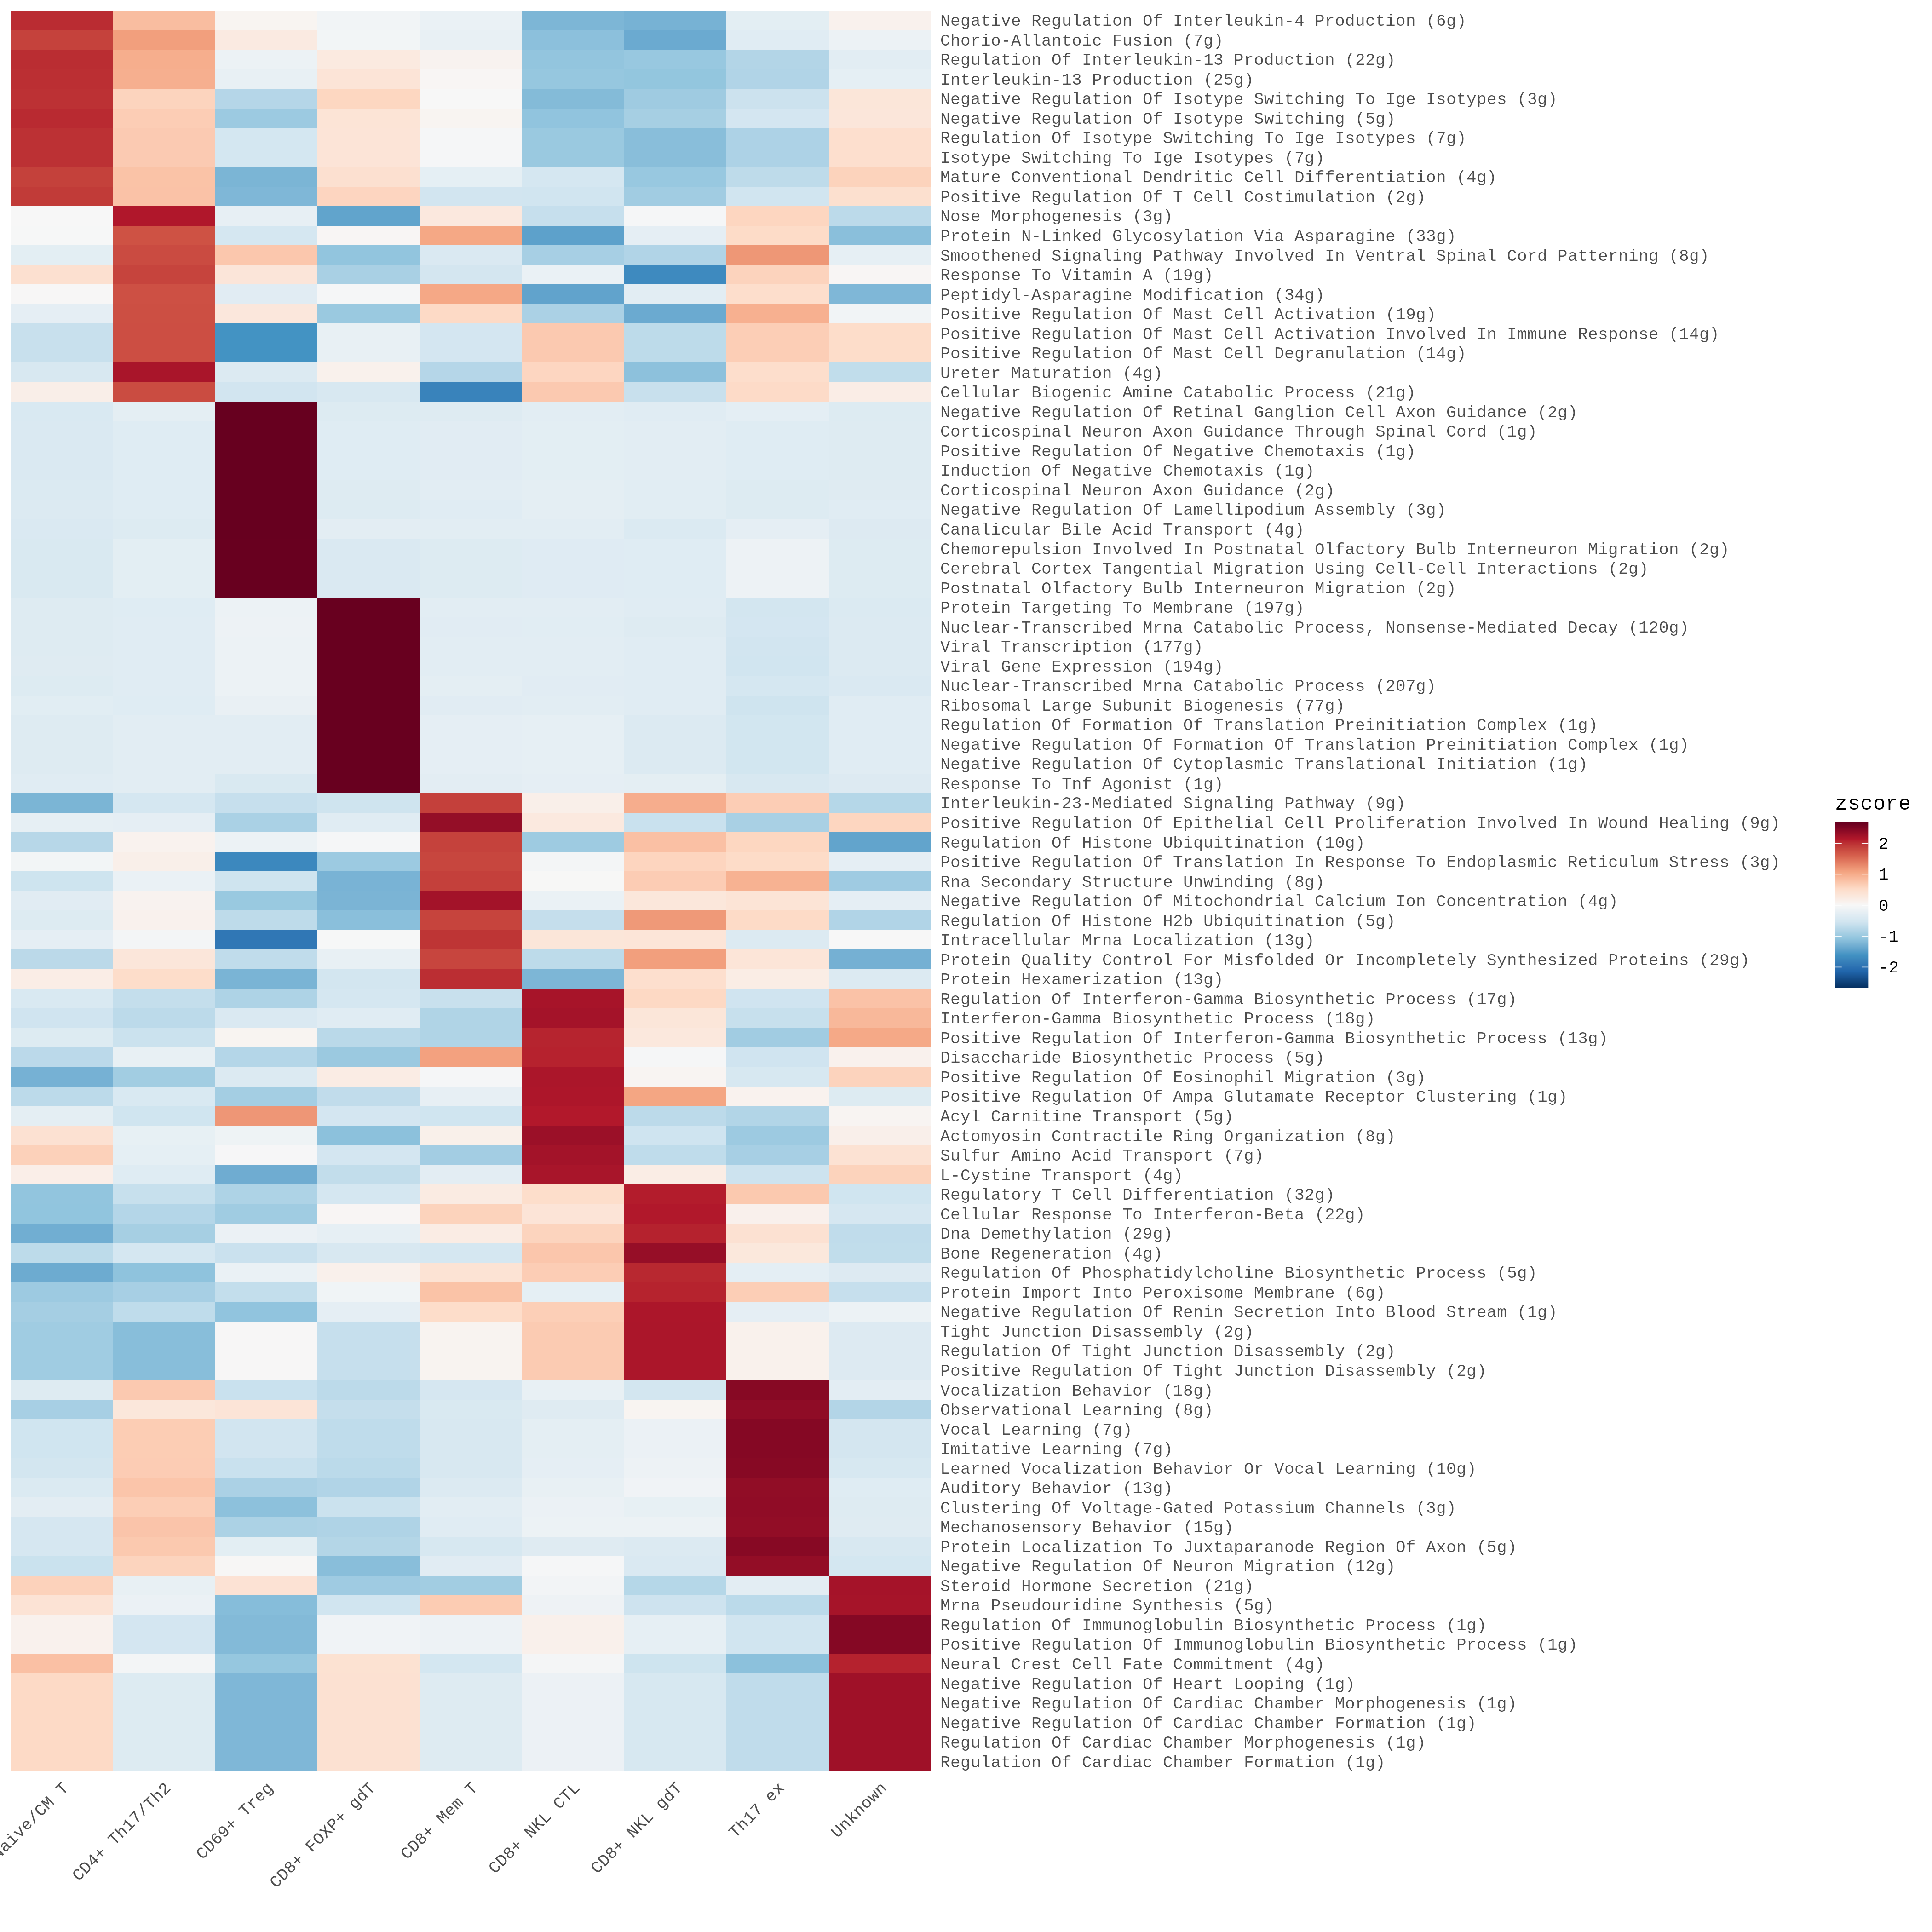 Negative Regulation Of Interleukin-4 Production (6g)
Chorio-Allantoic Fusion (7g)
Regulation Of Interleukin-13 Production (22g)
Interleukin-13 Production (25g)
Negative Regulation Of Isotype Switching To Ige Isotypes (3g)
Negative Regulation Of Isotype Switching (5g)
Regulation Of Isotype Switching To Ige Isotypes (7g)
Isotype Switching To Ige Isotypes (7g)
Mature Conventional Dendritic Cell Differentiation (4g)
Positive Regulation Of T Cell Costimulation (2g)
Nose Morphogenesis (3g)
Protein N-Linked Glycosylation Via Asparagine (33g)
Smoothened Signaling Pathway Involved In Ventral Spinal Cord Patterning (8g)
Response To Vitamin A (19g)
Peptidyl-Asparagine Modification (34g)
Positive Regulation Of Mast Cell Activation (19g)
Positive Regulation Of Mast Cell Activation Involved In Immune Response (14g)
Positive Regulation Of Mast Cell Degranulation (14g)
Ureter Maturation (4g)
Cellular Biogenic Amine Catabolic Process (21g)
Negative Regulation Of Retinal Ganglion Cell Axon Guidance (2g)
Corticospinal Neuron Axon Guidance Through Spinal Cord (1g)
Positive Regulation Of Negative Chemotaxis (1g)
Induction Of Negative Chemotaxis (1g)
Corticospinal Neuron Axon Guidance (2g)
Negative Regulation Of Lamellipodium Assembly (3g)
Canalicular Bile Acid Transport (4g)
Chemorepulsion Involved In Postnatal Olfactory Bulb Interneuron Migration (2g)
Cerebral Cortex Tangential Migration Using Cell-Cell Interactions (2g)
Postnatal Olfactory Bulb Interneuron Migration (2g)
Protein Targeting To Membrane (197g)
Nuclear-Transcribed Mrna Catabolic Process, Nonsense-Mediated Decay (120g)
Viral Transcription (177g)
Viral Gene Expression (194g)
Nuclear-Transcribed Mrna Catabolic Process (207g)
Ribosomal Large Subunit Biogenesis (77g)
Regulation Of Formation Of Translation Preinitiation Complex (1g)
Negative Regulation Of Formation Of Translation Preinitiation Complex (1g)
Negative Regulation Of Cytoplasmic Translational Initiation (1g)
Response To Tnf Agonist (1g)
Interleukin-23-Mediated Signaling Pathway (9g)
Positive Regulation Of Epithelial Cell Proliferation Involved In Wound Healing (9g)
Regulation Of Histone Ubiquitination (10g)
Positive Regulation Of Translation In Response To Endoplasmic Reticulum Stress (3g)
Rna Secondary Structure Unwinding (8g)
Negative Regulation Of Mitochondrial Calcium Ion Concentration (4g)
Regulation Of Histone H2b Ubiquitination (5g)
Intracellular Mrna Localization (13g)
Protein Quality Control For Misfolded Or Incompletely Synthesized Proteins (29g)
Protein Hexamerization (13g)
Regulation Of Interferon-Gamma Biosynthetic Process (17g)
Interferon-Gamma Biosynthetic Process (18g)
Positive Regulation Of Interferon-Gamma Biosynthetic Process (13g)
Disaccharide Biosynthetic Process (5g)
Positive Regulation Of Eosinophil Migration (3g)
Positive Regulation Of Ampa Glutamate Receptor Clustering (1g)
Acyl Carnitine Transport (5g)
Actomyosin Contractile Ring Organization (8g)
Sulfur Amino Acid Transport (7g)
L-Cystine Transport (4g)
Regulatory T Cell Differentiation (32g)
Cellular Response To Interferon-Beta (22g)
Dna Demethylation (29g)
Bone Regeneration (4g)
Regulation Of Phosphatidylcholine Biosynthetic Process (5g)
Protein Import Into Peroxisome Membrane (6g)
Negative Regulation Of Renin Secretion Into Blood Stream (1g)
Tight Junction Disassembly (2g)
Regulation Of Tight Junction Disassembly (2g)
Positive Regulation Of Tight Junction Disassembly (2g)
Vocalization Behavior (18g)
Observational Learning (8g)
Vocal Learning (7g)
Imitative Learning (7g)
Learned Vocalization Behavior Or Vocal Learning (10g)
Auditory Behavior (13g)
Clustering Of Voltage-Gated Potassium Channels (3g)
Mechanosensory Behavior (15g)
Protein Localization To Juxtaparanode Region Of Axon (5g)
Negative Regulation Of Neuron Migration (12g)
Steroid Hormone Secretion (21g)
Mrna Pseudouridine Synthesis (5g)
Regulation Of Immunoglobulin Biosynthetic Process (1g)
Positive Regulation Of Immunoglobulin Biosynthetic Process (1g)
Neural Crest Cell Fate Commitment (4g)
Negative Regulation Of Heart Looping (1g)
Negative Regulation Of Cardiac Chamber Morphogenesis (1g)
Negative Regulation Of Cardiac Chamber Formation (1g)
Regulation Of Cardiac Chamber Morphogenesis (1g)
Regulation Of Cardiac Chamber Formation (1g)
zscore
2
1
0
-1
-2
aive/CM T
CD4+ Th17/Th2
CD69+ Treg
CD8+ FOXP+ gdT
CD8+ Mem T
CD8+ NKL CTL
CD8+ NKL gdT
Th17 ex
Unknown